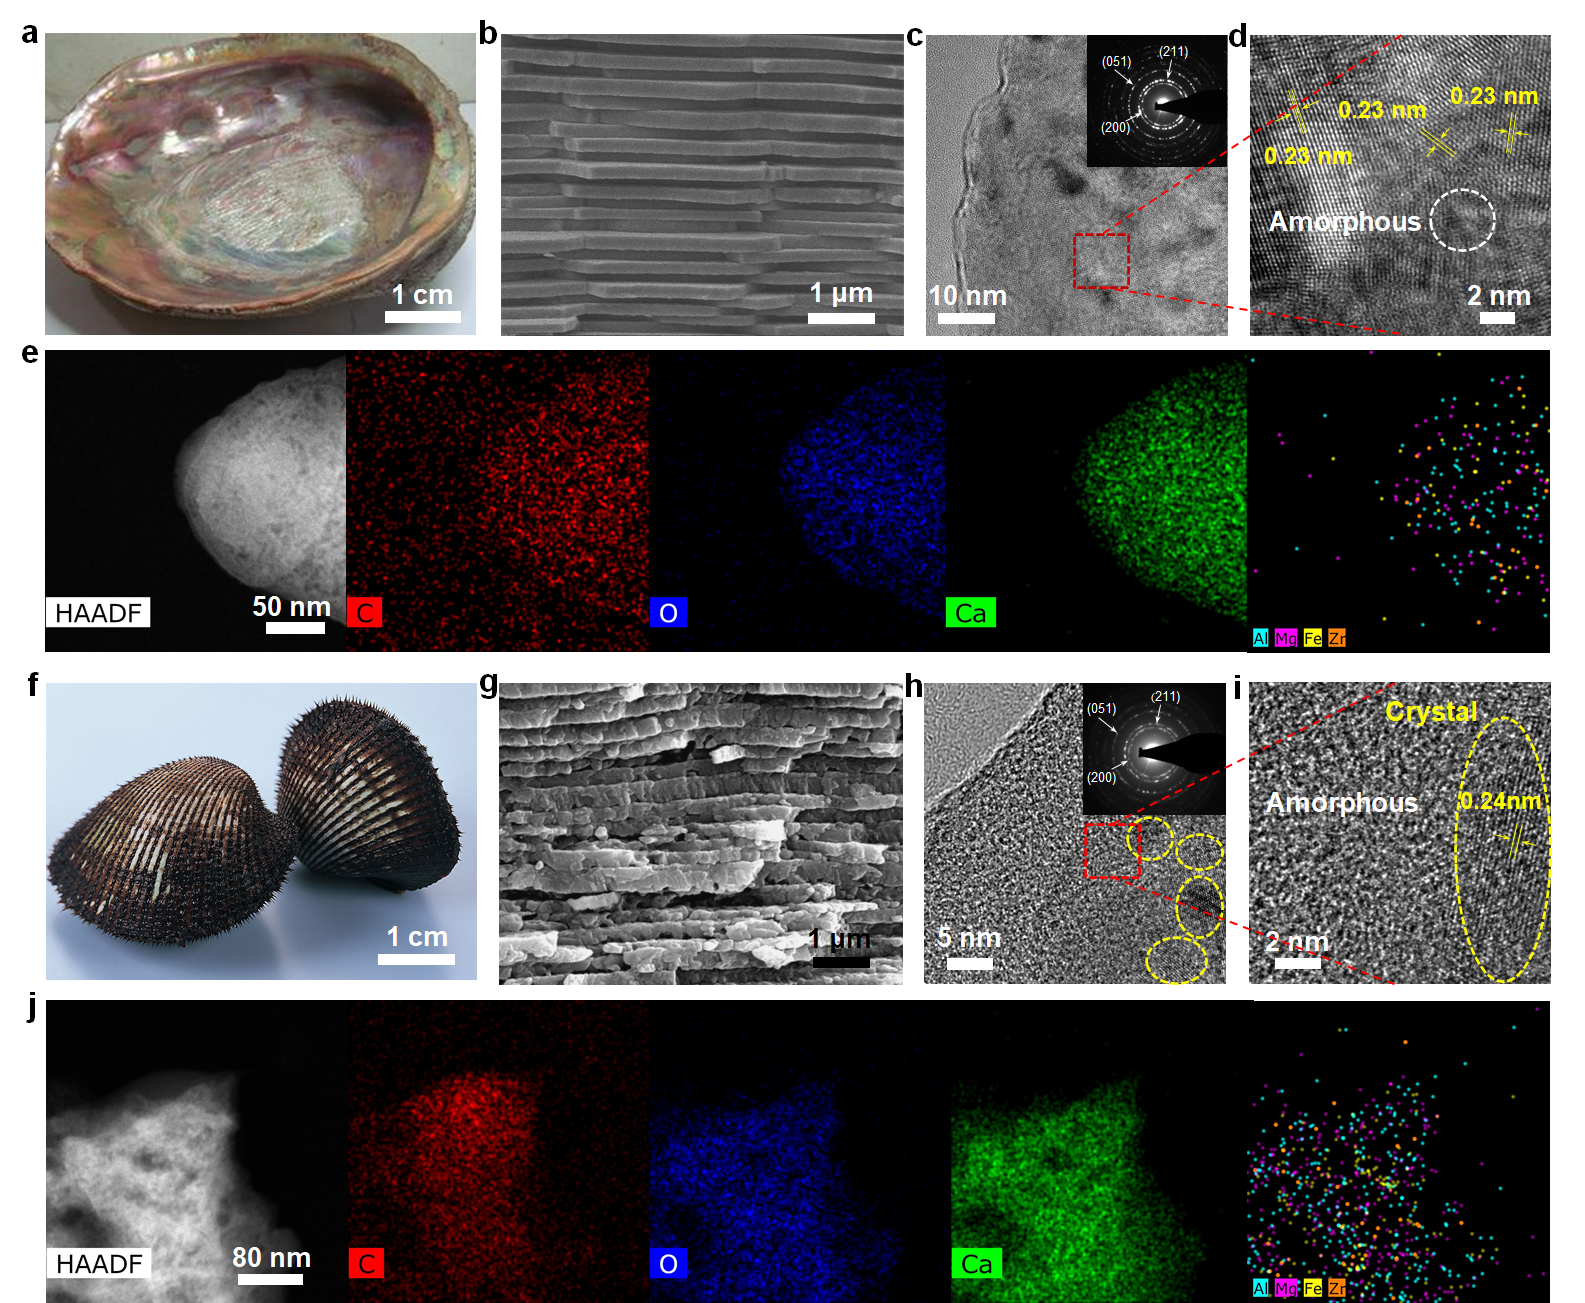 a
1 cm
b
1 μm
c
(051)
(211)
(200)
10 nm
d
0.23 nm
0.23 nm
0.23 nm
Amorphous
2 nm
e
HAADF
50 nm
C
O
Ca
Al Mg Fe Zr
f
1 cm
g
1 μm
h
(051)
(211)
(200)
5 nm
i
Crystal
Amorphous
0.24nm
2 nm
j
HAADF
80 nm
C
O
Ca
Al Mg Fe Zr